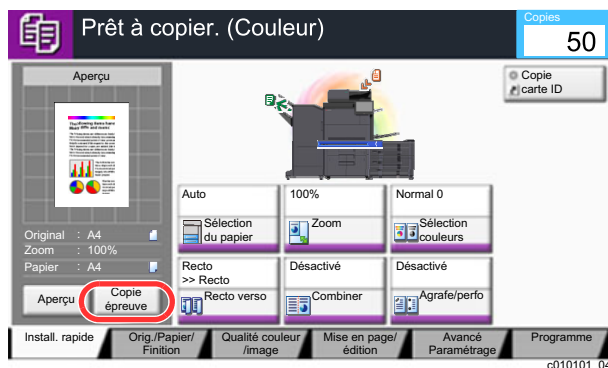 Prêt à copier. (Couleur)
Copies
50
Aperçu
Copie
carte ID
Original : A4
Zoom : 100%
Papier : A4
Aperçu
Copie
épreuve
Auto
Sélection
du papier
100%
Zoom
Normal 0
Sélection
couleurs
Recto
>> Recto
Recto verso
Désactivé
Combiner
Désactivé
Agrafe/perfo
Install. rapide
Orig./Papier/
Finition
Qualité couleur
/image
Mise en page/
édition
Avancé
Paramétrage
Programme
c010101_04